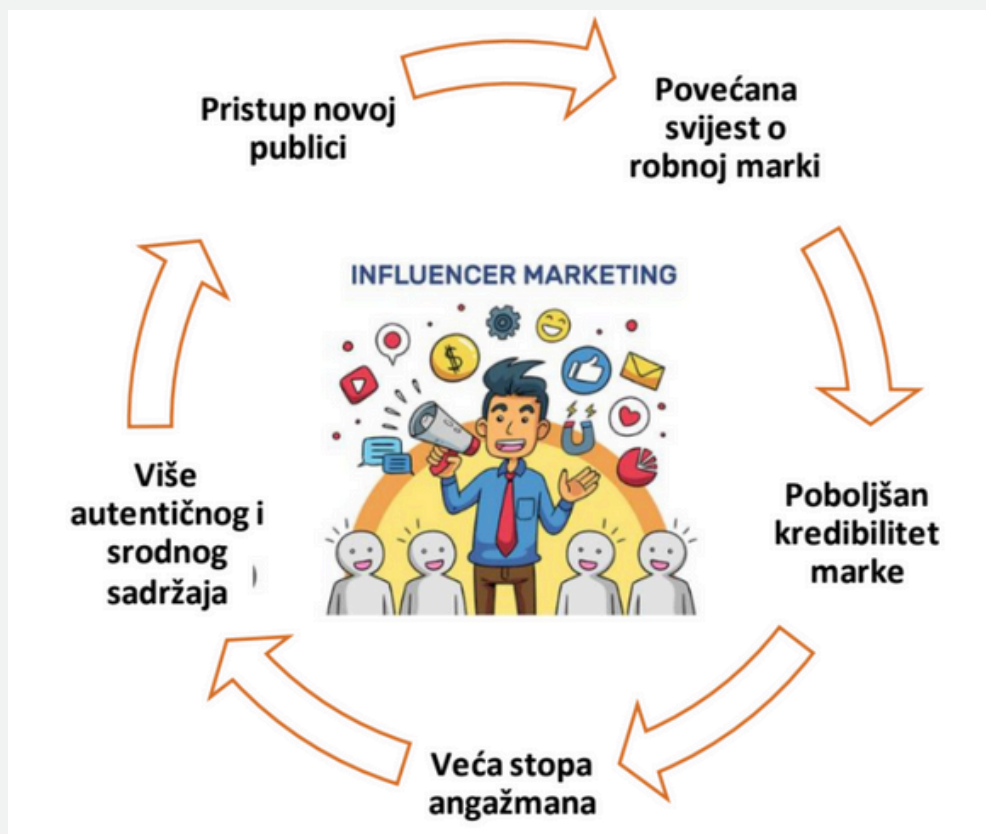 Pristup novoj
publici
Povećana
svijest o
robnoj marki
INFLUENCER MARKETING
Više
autentičnog i
srodnog
sadržaja
Poboljšan
kredibilitet
marke
Veća stopa
angažmana